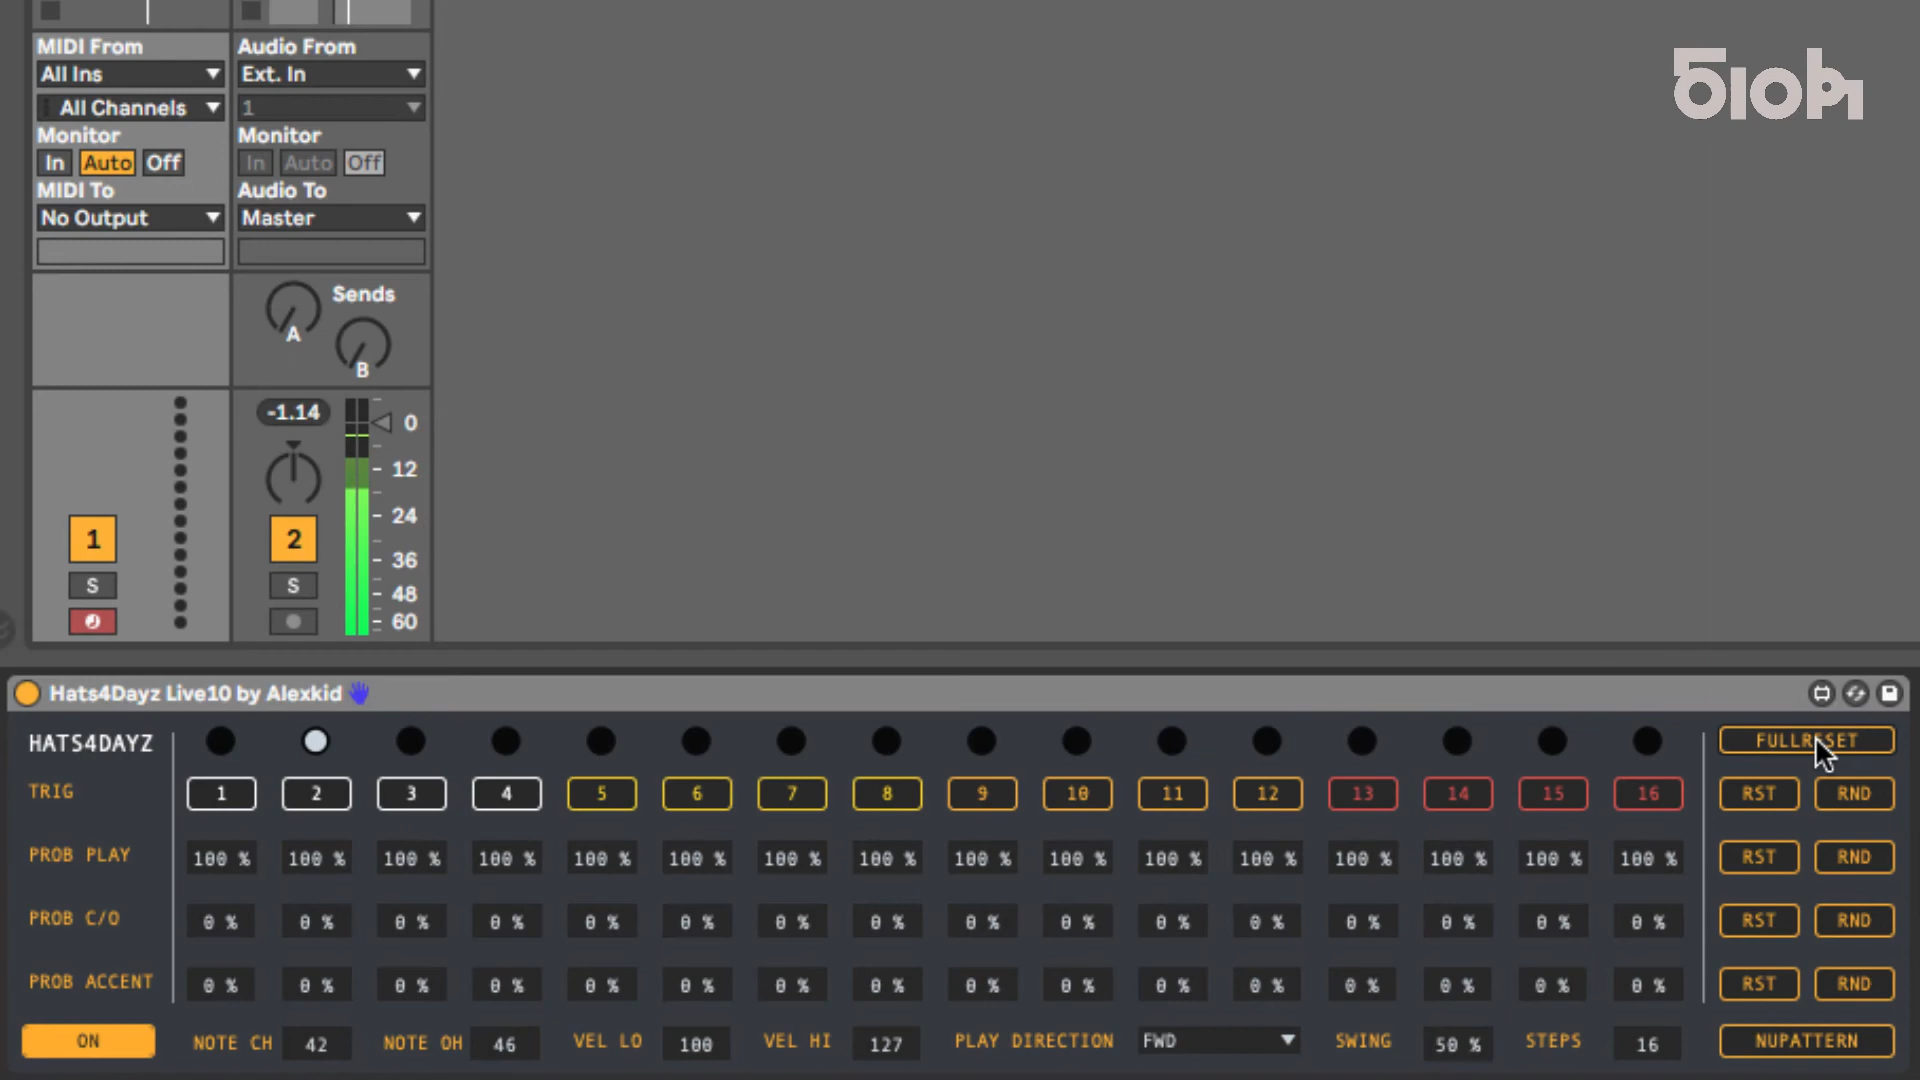 MIDI From
All Ins
All Channels
Monitor
In Auto Off
MIDI To
No Output
Audio From
Ext. In
1
Monitor
In Auto Off
Audio To
Master
Sends
A
B
-1.14
0
12
24
36
48
60
1
S
2
S
Hats4Dayz Live10 by Alexkid
HATS4DAYZ
FULLRESET
TRIG 1 2 3 4 5 6 7 8 9 10 11 12 13 14 15 16 RST RND
PROB PLAY 100 % 100 % 100 % 100 % 100 % 100 % 100 % 100 % 100 % 100 % 100 % 100 % 100 % 100 % 100 % 100 % RST RND
PROB C/O 0 % 0 % 0 % 0 % 0 % 0 % 0 % 0 % 0 % 0 % 0 % 0 % 0 % 0 % 0 % 0 % RST RND
PROB ACCENT 0 % 0 % 0 % 0 % 0 % 0 % 0 % 0 % 0 % 0 % 0 % 0 % 0 % 0 % 0 % 0 % RST RND
ON NOTE CH 42 NOTE OH 46 VEL LO 100 VEL HI 127 PLAY DIRECTION FWD SWING 50 % STEPS 16 NUPATTERN